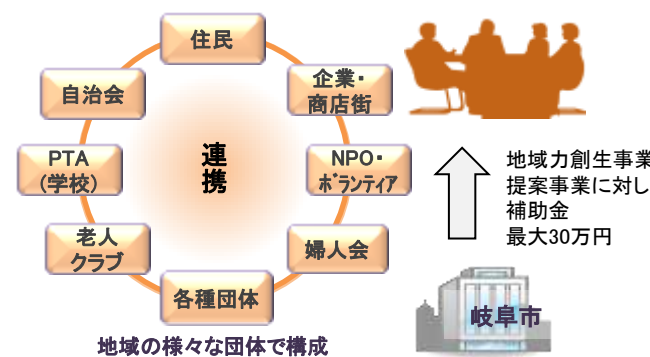 住民
自治会
企業・
商店街
PTA
(学校)
連
携
NPO・
ボランティア
老人
クラブ
婦人会
各種団体
地域の様々な団体で構成
地域力創生事業
提案事業に対し
補助金
最大30万円
岐阜市